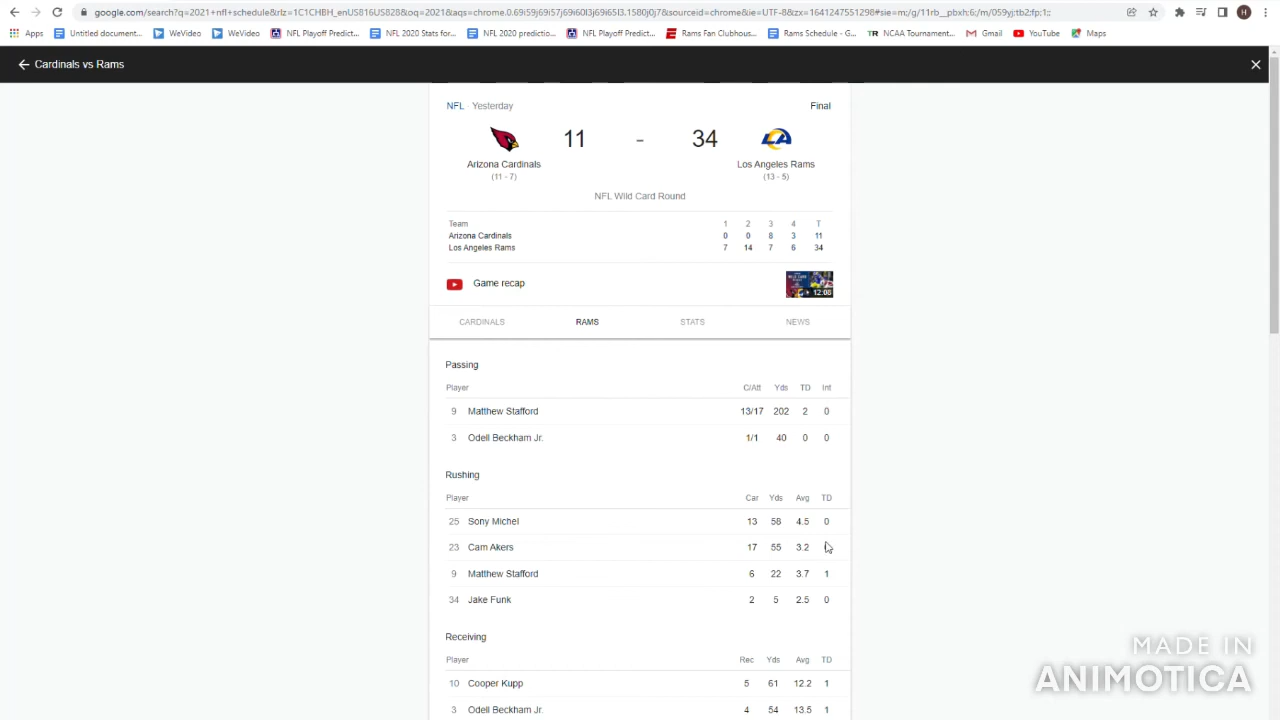 google.com/search?q=2021+nfl+schedule&rlz=1C1CHBH_enUS816US828&oq=2021&aqs=chrome.0.69i59j69i57j69i60l3j69i65l3.1580j0j7&sourceid=chrome&ie=UTF-8&zx=1641247551298#sie=m;/g/11rb__pbxh;6;/m/059yj;tb2;fp;1;;
H
Apps Untitled document... WeVideo WeVideo NFL Playoff Predict... NFL 2020 Stats for... NFL 2020 predictio... NFL Playoff Predict... Rams Fan Clubhous... Rams Schedule - G... TR NCAA Tournament... Gmail YouTube Maps
Cardinals vs Rams
NFL · Yesterday Final
11 - 34
Arizona Cardinals Los Angeles Rams
(11 - 7) (13 - 5)
NFL Wild Card Round
Team 1 2 3 4 T
Arizona Cardinals 0 0 8 3 11
Los Angeles Rams 7 14 7 6 34
Game recap 12:08
CARDINALS RAMS STATS NEWS
Passing
Player C/Att Yds TD Int
9 Matthew Stafford 13/17 202 2 0
3 Odell Beckham Jr. 1/1 40 0 0
Rushing
Player Car Yds Avg TD
25 Sony Michel 13 58 4.5 0
23 Cam Akers 17 55 3.2
9 Matthew Stafford 6 22 3.7 1
34 Jake Funk 2 5 2.5 0
Receiving
Player Rec Yds Avg TD
10 Cooper Kupp 5 61 12.2 1
3 Odell Beckham Jr. 4 54 13.5 1
MADE IN
ANIMOTICA